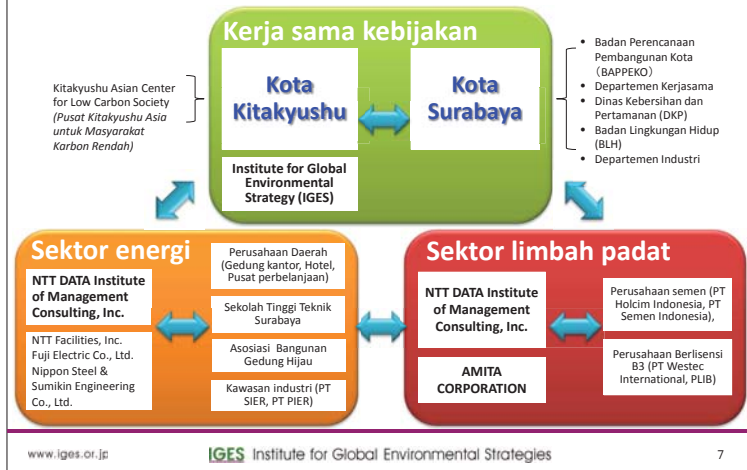 Kerja sama kebijakan
Kitakyushu Asian Center
for Low Carbon Society
(Pusat Kitakyushu Asia
untuk Masyarakat
Karbon Rendah)
Kota
Kitakyushu
Kota
Surabaya
Institute for Global
Environmental
Strategy (IGES)
• Badan Perencanaan
Pembangunan Kota
（BAPPEKO）
• Departemen Kerjasama
• Dinas Kebersihan dan
Pertamanan (DKP)
• Badan Lingkungan Hidup
(BLH)
• Departemen Industri
Sektor energi
NTT DATA Institute
of Management
Consulting, Inc.
NTT Facilities, Inc.
Fuji Electric Co., Ltd.
Nippon Steel &
Sumikin Engineering
Co., Ltd.
Perusahaan Daerah
(Gedung kantor, Hotel,
Pusat perbelanjaan)
Sekolah Tinggi Teknik
Surabaya
Asosiasi Bangunan
Gedung Hijau
Kawasan industri (PT
SIER, PT PIER)
Sektor limbah padat
NTT DATA Institute
of Management
Consulting, Inc.
AMITA
CORPORATION
Perusahaan semen (PT
Holcim Indonesia, PT
Semen Indonesia),
Perusahaan Berlisensi
B3 (PT Westec
International, PLIB)
www.iges.or.jp
IGES Institute for Global Environmental Strategies
7